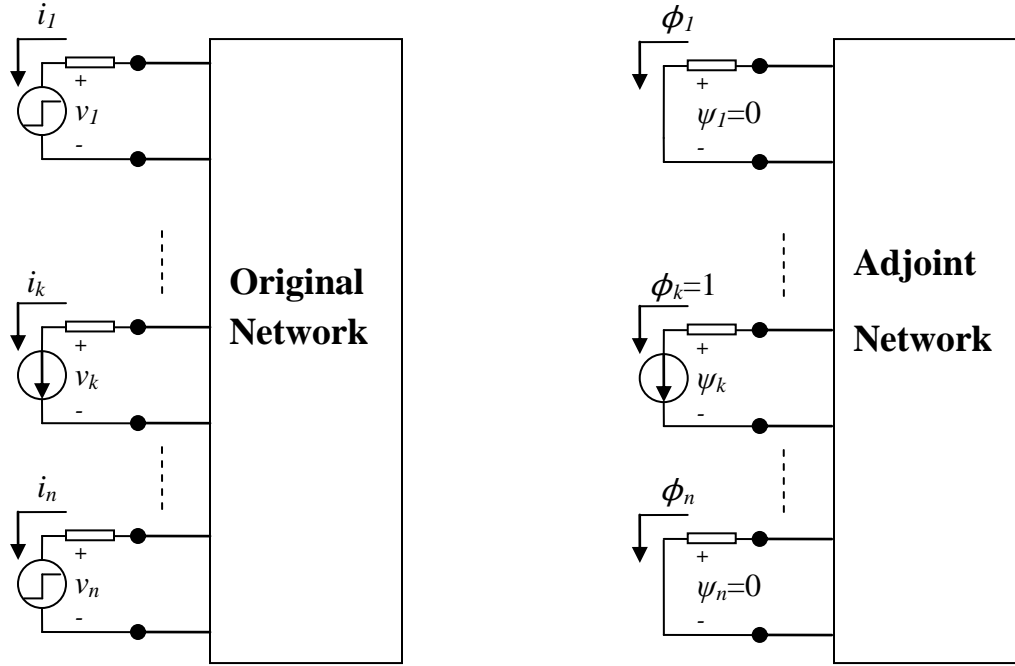 i1
+
v1
-
ik
+
vk
-
in
+
vn
-
Original
Network
ϕ1
+
ψ1=0
-
ϕk=1
+
ψk
-
ϕn
+
ψn=0
-
Adjoint
Network